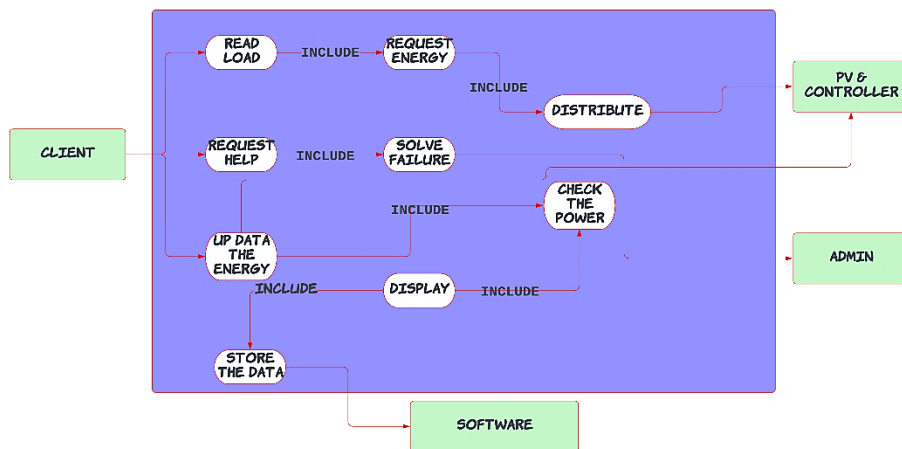 READ
LOAD
INCLUDE
REQUEST
ENERGY
INCLUDE
DISTRIBUTE
PV &
CONTROLLER
CLIENT
REQUEST
HELP
INCLUDE
SOLVE
FAILURE
CHECK
THE
POWER
INCLUDE
UP DATA
THE
ENERGY
ADMIN
INCLUDE
DISPLAY
INCLUDE
STORE
THE DATA
SOFTWARE